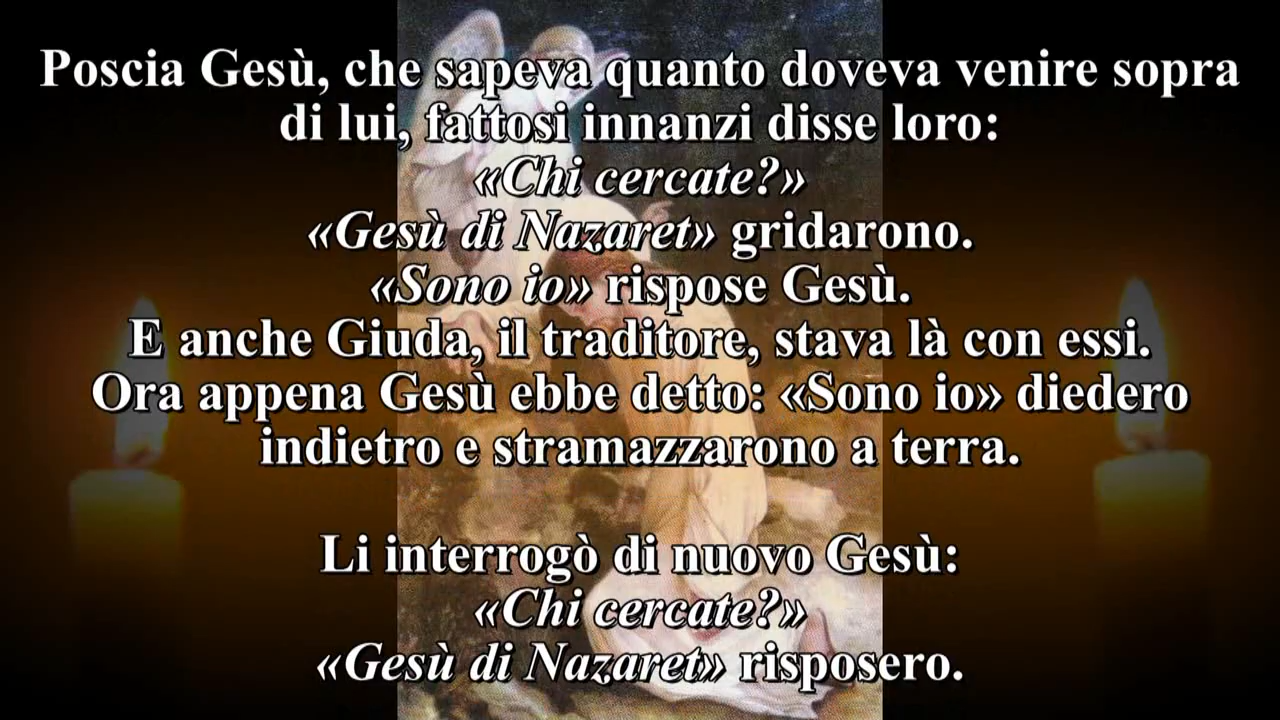 Poscia Gesù, che sapeva quanto doveva venire sopra
di lui, fattosi innanzi disse loro:
«Chi cercate?»
«Gesù di Nazaret» gridarono.
«Sono io» rispose Gesù.
E anche Giuda, il traditore, stava là con essi.
Ora appena Gesù ebbe detto: «Sono io» diedero
indietro e stramazzarono a terra.
Li interrogò di nuovo Gesù:
«Chi cercate?»
«Gesù di Nazaret» risposero.